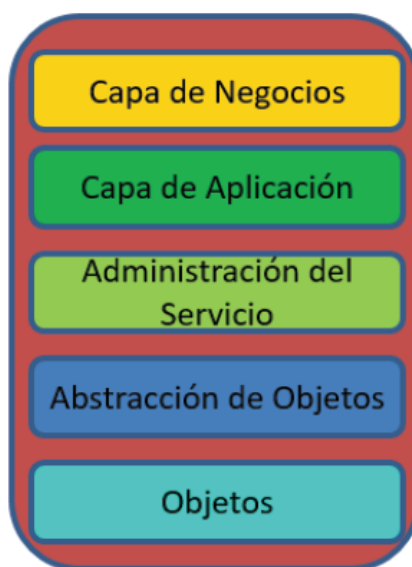 Capa de Negocios
Capa de Aplicación
Administración del
Servicio
Abstracción de Objetos
Objetos